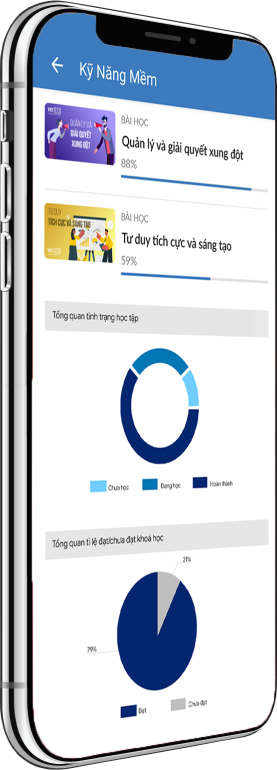 Kỹ Năng Mềm
QUẢN LÝ VÀ
GIẢI QUYẾT
XUNG ĐỘT
BÀI HỌC
Quản lý và giải quyết xung đột
88%
TƯ DUY
TÍCH CỰC VÀ SÁNG TẠO
BÀI HỌC
Tư duy tích cực và sáng tạo
59%
Tổng quan tình trạng học tập
Chưa học
Đang học
Hoàn thành
Tổng quan tỉ lệ đạt/chưa đạt khoá học
21%
79%
Đạt
Chưa đạt